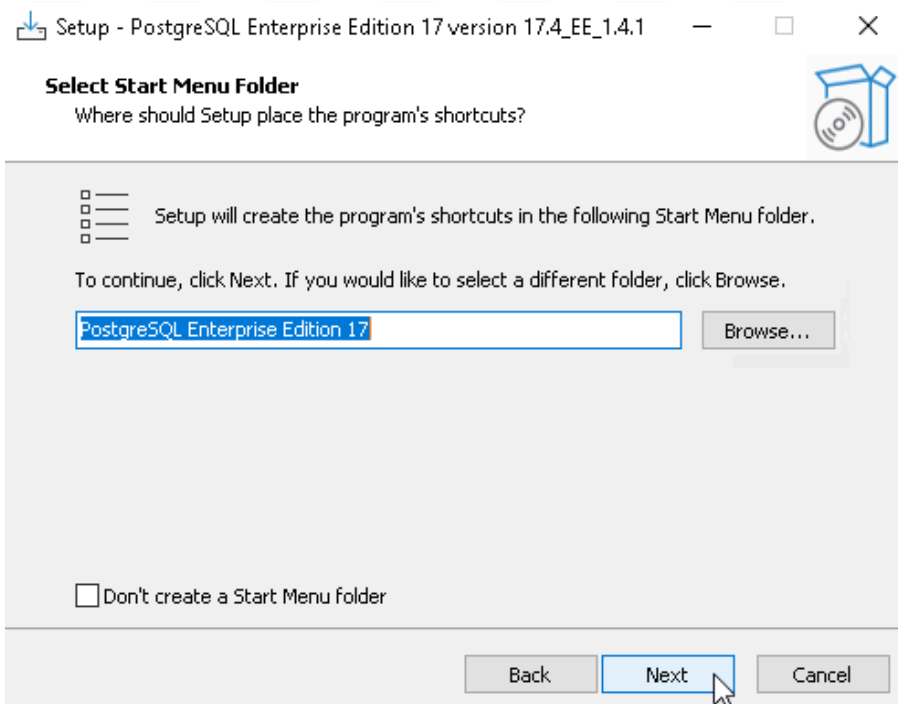 Setup - PostgreSQL Enterprise Edition 17 version 17.4_EE_1.4.1
Select Start Menu Folder
Where should Setup place the program's shortcuts?
Setup will create the program's shortcuts in the following Start Menu folder.
To continue, click Next. If you would like to select a different folder, click Browse.
PostgreSQL Enterprise Edition 17
Browse...
Don't create a Start Menu folder
Back
Next
Cancel